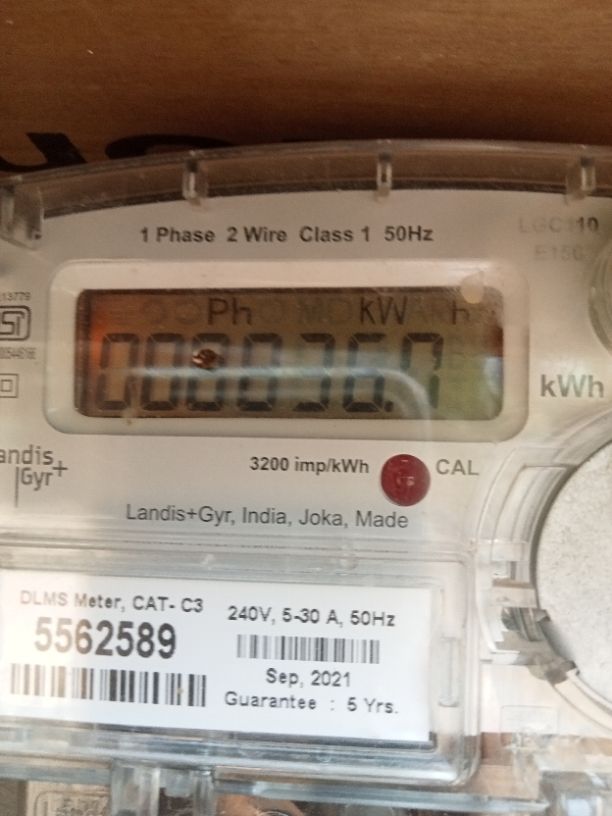 1 Phase 2 Wire Class 1 50Hz
LGC110
Ph kW h
kWh
andis
Gyr+
3200 imp/kWh CAL
Landis+Gyr, India, Joka, Made
DLMS Meter, CAT- C3
5562589
240V, 5-30 A, 50Hz
Sep, 2021
Guarantee : 5 Yrs.